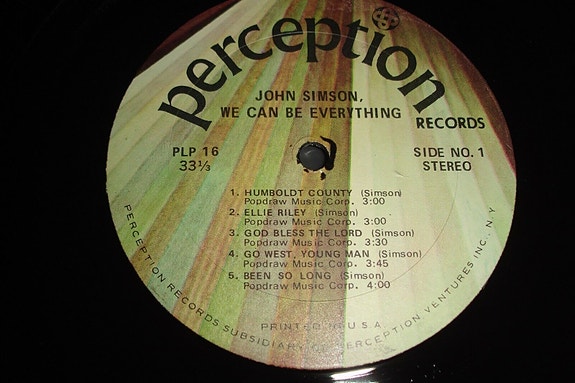 perception
RECORDS
JOHN SIMSON,
WE CAN BE EVERYTHING
PLP 16
33⅓
SIDE NO. 1
STEREO
1. HUMBOLDT COUNTY (Simson)
Popdraw Music Corp. 3:00
2. ELLIE RILEY (Simson)
Popdraw Music Corp. 3:00
3. GOD BLESS THE LORD (Simson)
Popdraw Music Corp. 3:30
4. GO WEST, YOUNG MAN (Simson)
Popdraw Music Corp. 3:45
5. BEEN SO LONG (Simson)
Popdraw Music Corp. 4:00
PRINTED IN U.S.A.
PERCEPTION RECORDS SUBSIDIARY OF PERCEPTION VENTURES INC. N.Y.